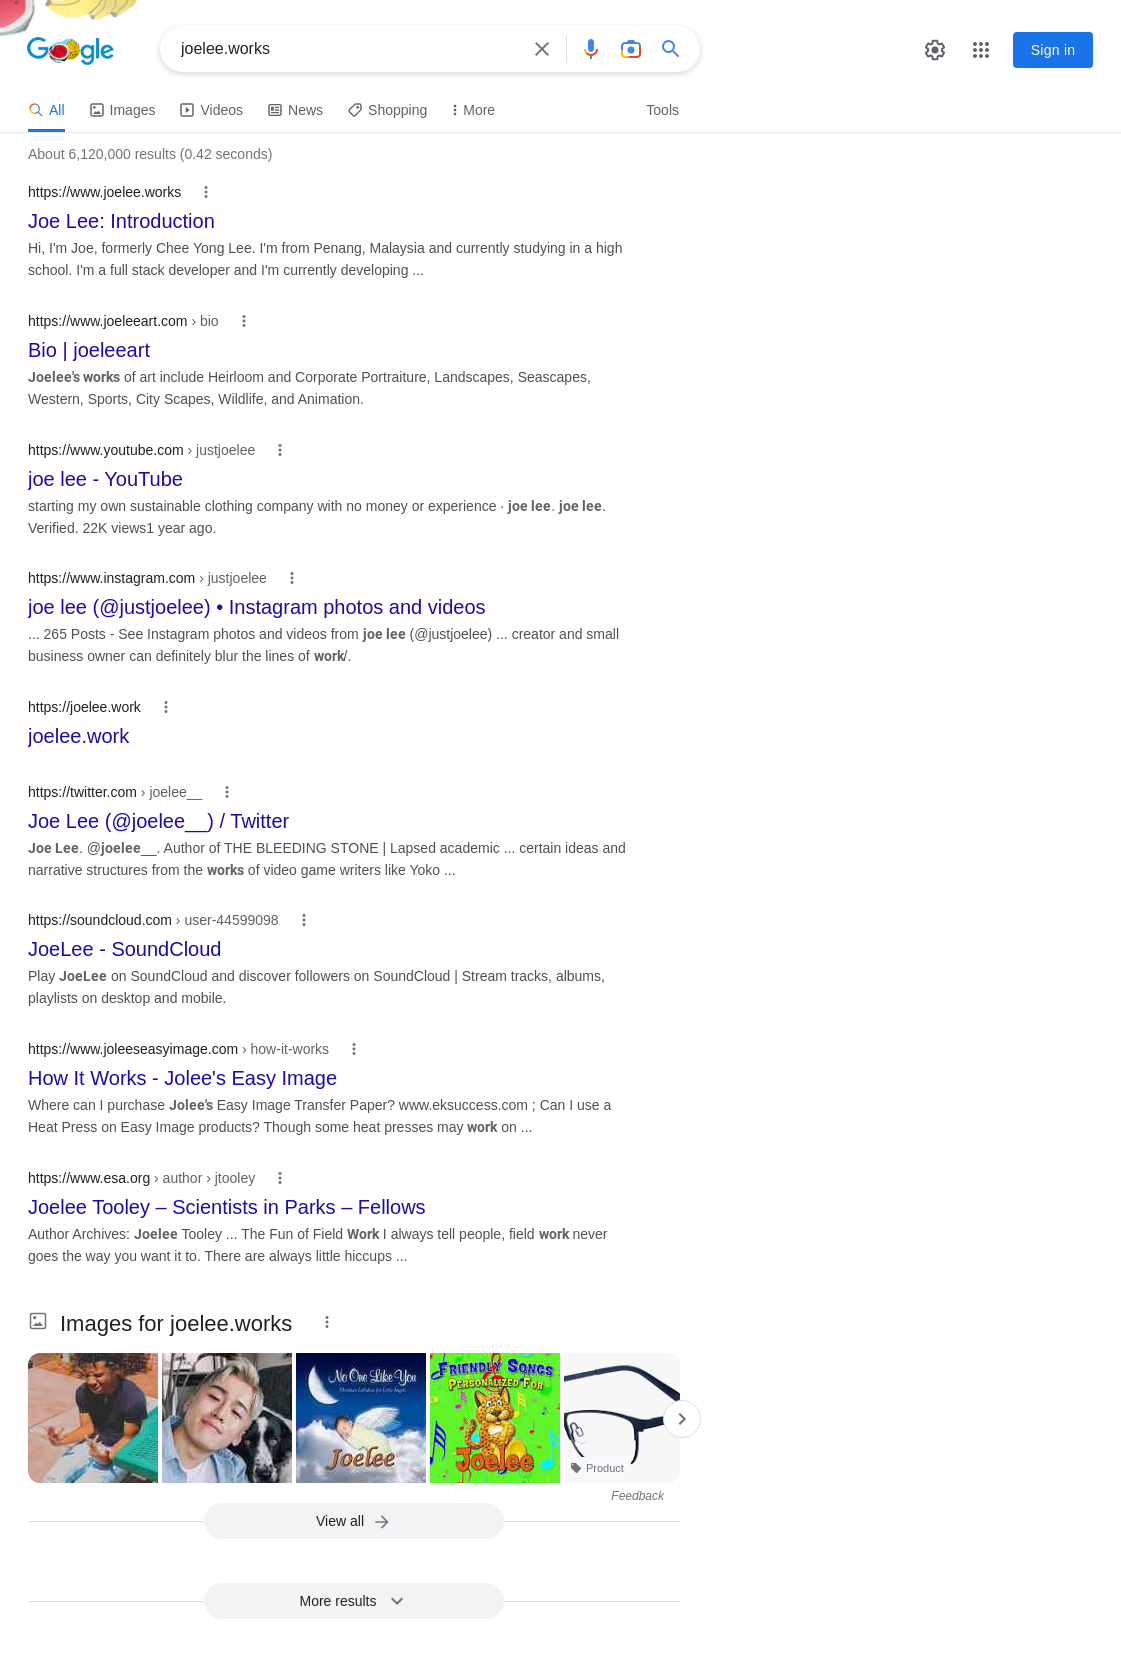 Google
joelee.works
Sign in
All
Images
Videos
News
Shopping
More
Tools
About 6,120,000 results (0.42 seconds)
https://www.joelee.works
Joe Lee: Introduction
Hi, I'm Joe, formerly Chee Yong Lee. I'm from Penang, Malaysia and currently studying in a high
school. I'm a full stack developer and I'm currently developing ...
https://www.joeleeart.com › bio
Bio | joeleeart
Joelee's works of art include Heirloom and Corporate Portraiture, Landscapes, Seascapes,
Western, Sports, City Scapes, Wildlife, and Animation.
https://www.youtube.com › justjoelee
joe lee - YouTube
starting my own sustainable clothing company with no money or experience · joe lee. joe lee.
Verified. 22K views1 year ago.
https://www.instagram.com › justjoelee
joe lee (@justjoelee) • Instagram photos and videos
... 265 Posts - See Instagram photos and videos from joe lee (@justjoelee) ... creator and small
business owner can definitely blur the lines of work/.
https://joelee.work
joelee.work
https://twitter.com › joelee__
Joe Lee (@joelee__) / Twitter
Joe Lee. @joelee__. Author of THE BLEEDING STONE | Lapsed academic ... certain ideas and
narrative structures from the works of video game writers like Yoko ...
https://soundcloud.com › user-44599098
JoeLee - SoundCloud
Play JoeLee on SoundCloud and discover followers on SoundCloud | Stream tracks, albums,
playlists on desktop and mobile.
https://www.joleeseasyimage.com › how-it-works
How It Works - Jolee's Easy Image
Where can I purchase Jolee's Easy Image Transfer Paper? www.eksuccess.com ; Can I use a
Heat Press on Easy Image products? Though some heat presses may work on ...
https://www.esa.org › author › jtooley
Joelee Tooley – Scientists in Parks – Fellows
Author Archives: Joelee Tooley ... The Fun of Field Work I always tell people, field work never
goes the way you want it to. There are always little hiccups ...
Images for joelee.works
No One Like You
Christian Lullabies for Little Angels
Joelee
FRIENDLY SONGS
PERSONALIZED FOR
Joelee
Product
Feedback
View all
More results